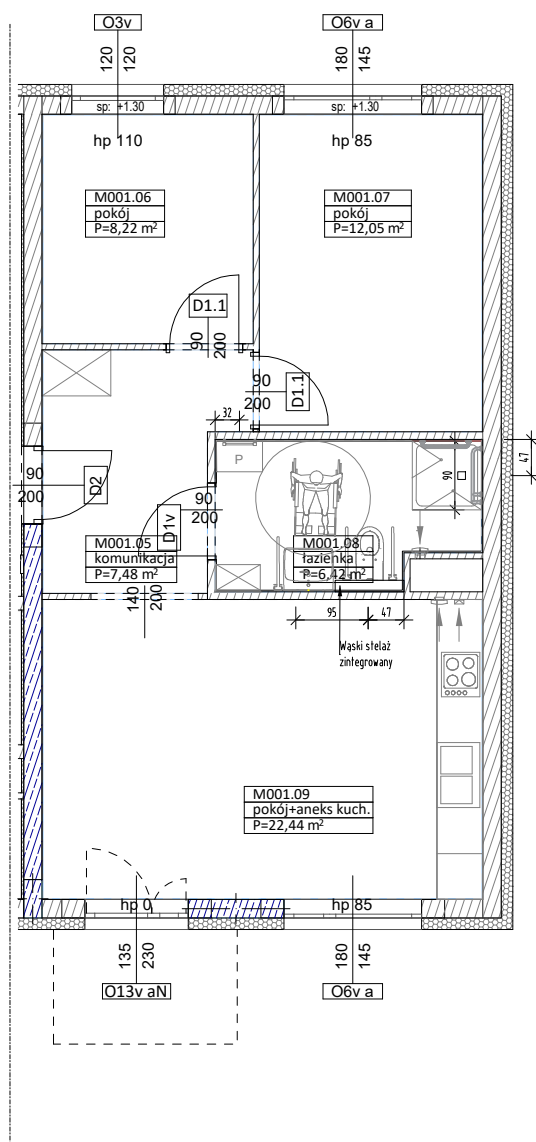 O3v
O6v a
120
120
180
145
sp: +1.30
sp: +1.30
hp 110
hp 85
M001.06
pokój
P=8,22 m²
M001.07
pokój
P=12,05 m²
D1.1
90
200
90
200
D1.1
32
47
P
90
90
200
D2
D1v
90
200
M001.05
komunikacja
P=7,48 m²
M001.08
łazienka
P=6,42 m²
140
200
95
47
Wąski stelaż
zintegrowany
M001.09
pokój+aneks kuch.
P=22,44 m²
hp 0
hp 85
135
230
180
145
O13v aN
O6v a